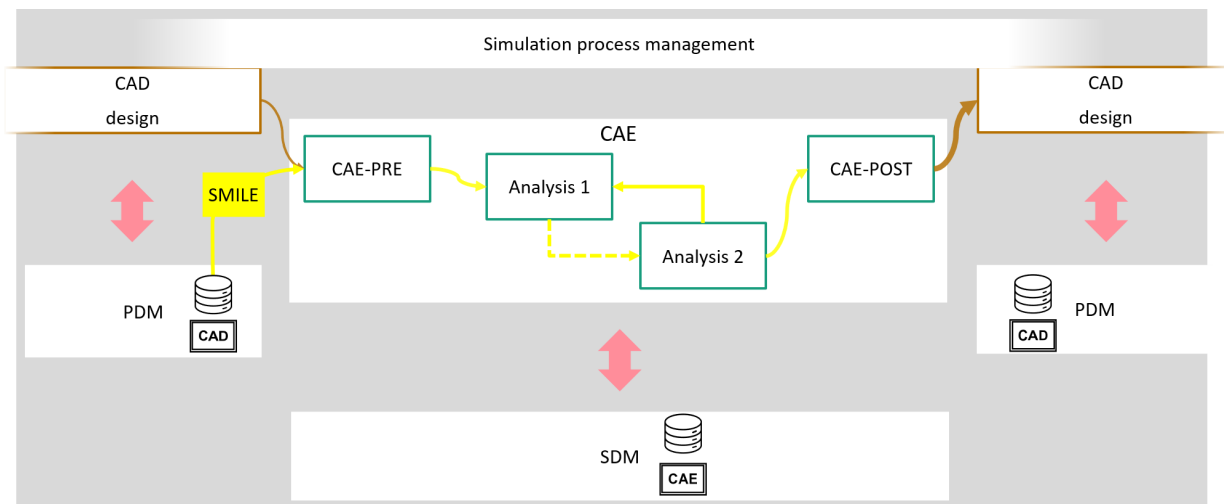 Simulation process management
CAD
design
CAD
design
CAE
CAE-PRE
Analysis 1
CAE-POST
SMILE
Analysis 2
PDM
CAD
PDM
CAD
SDM
CAE